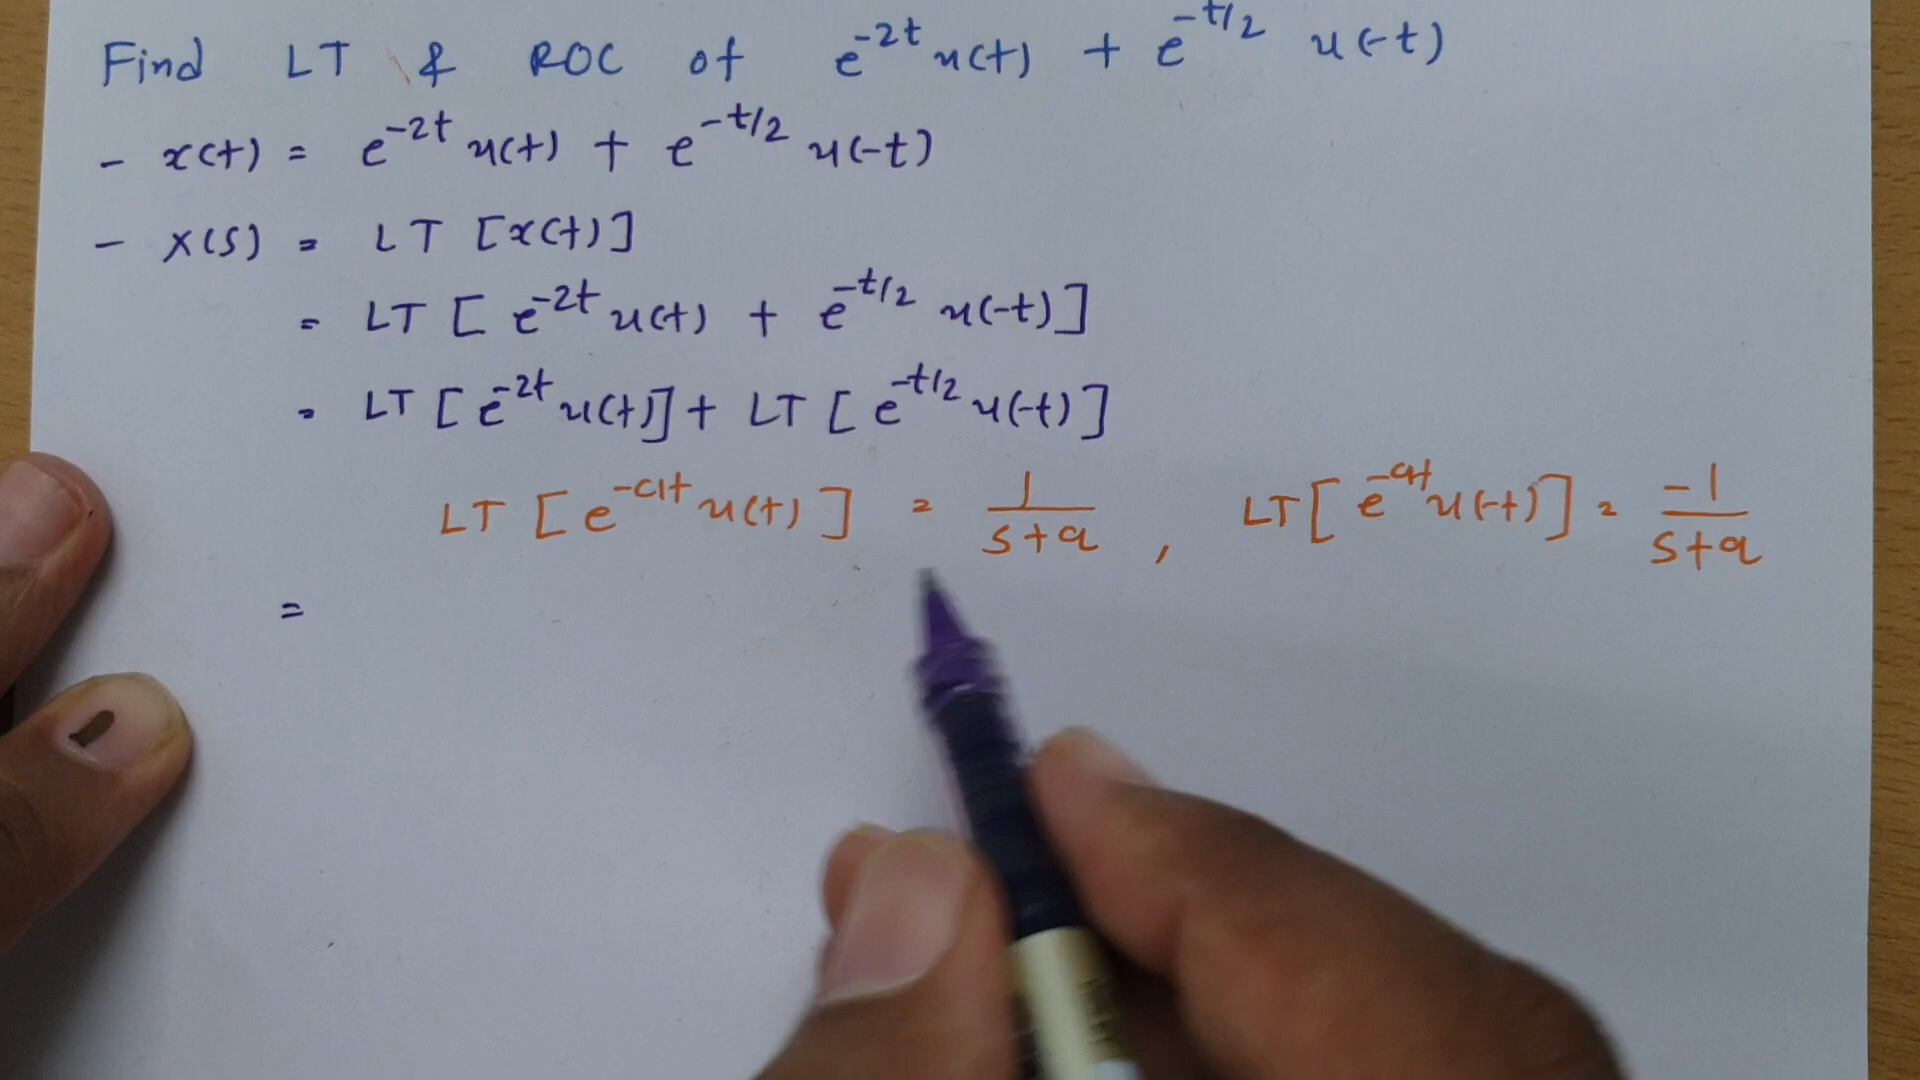 Find LT & ROC of e^-2t u(t) + e^-t/2 u(-t)
- x(t) = e^-2t u(t) + e^-t/2 u(-t)
- X(s) = LT [x(t)]
= LT [ e^-2t u(t) + e^-t/2 u(-t) ]
= LT [ e^-2t u(t)] + LT [ e^-t/2 u(-t) ]
LT [ e^-at u(t) ] = 1/s+a , LT [ e^-at u(-t) ] = -1/s+a
=